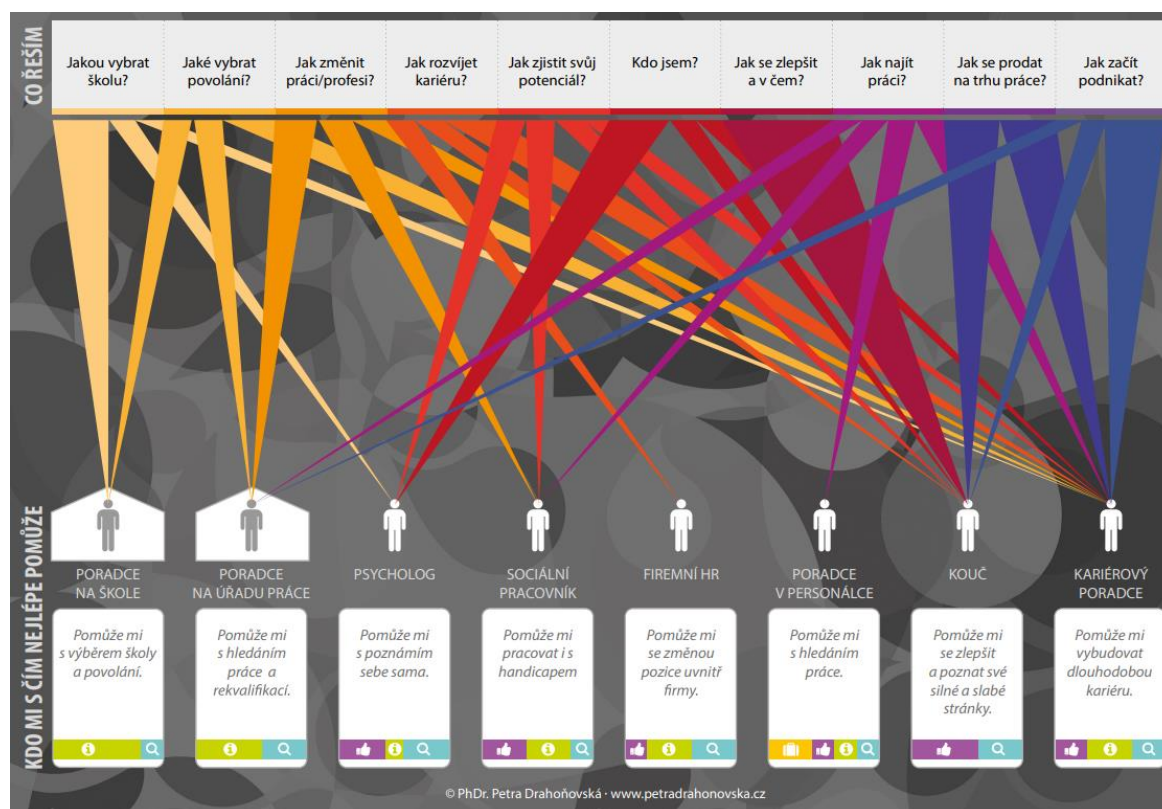 CO ŘEŠÍM
Jakou vybrat
školu?
Jaké vybrat
povolání?
Jak změnit
práci/profesi?
Jak rozvíjet
kariéru?
Jak zjistit svůj
potenciál?
Kdo jsem?
Jak se zlepšit
a v čem?
Jak najít
práci?
Jak se prodat
na trhu práce?
Jak začít
podnikat?
KDO MI S ČÍM NEJLÉPE POMŮŽE
PORADCE
NA ŠKOLE
PORADCE
NA ÚŘADU PRÁCE
PSYCHOLOG
SOCIÁLNÍ
PRACOVNÍK
FIREMNÍ HR
PORADCE
V PERSONÁLCE
KOUČ
KARIÉROVÝ
PORADCE
Pomůže mi
s výběrem školy
a povolání.
Pomůže mi
s hledáním
práce a
rekvalifikací.
Pomůže mi
s poznáním
sebe sama.
Pomůže mi
pracovat i s
handicapem
Pomůže mi
se změnou
pozice uvnitř
firmy.
Pomůže mi
s hledáním
práce.
Pomůže mi
se zlepšit
a poznat své
silné a slabé
stránky.
Pomůže mi
vybudovat
dlouhodobou
kariéru.
© PhDr. Petra Drahoňovská · www.petradrahonovska.cz